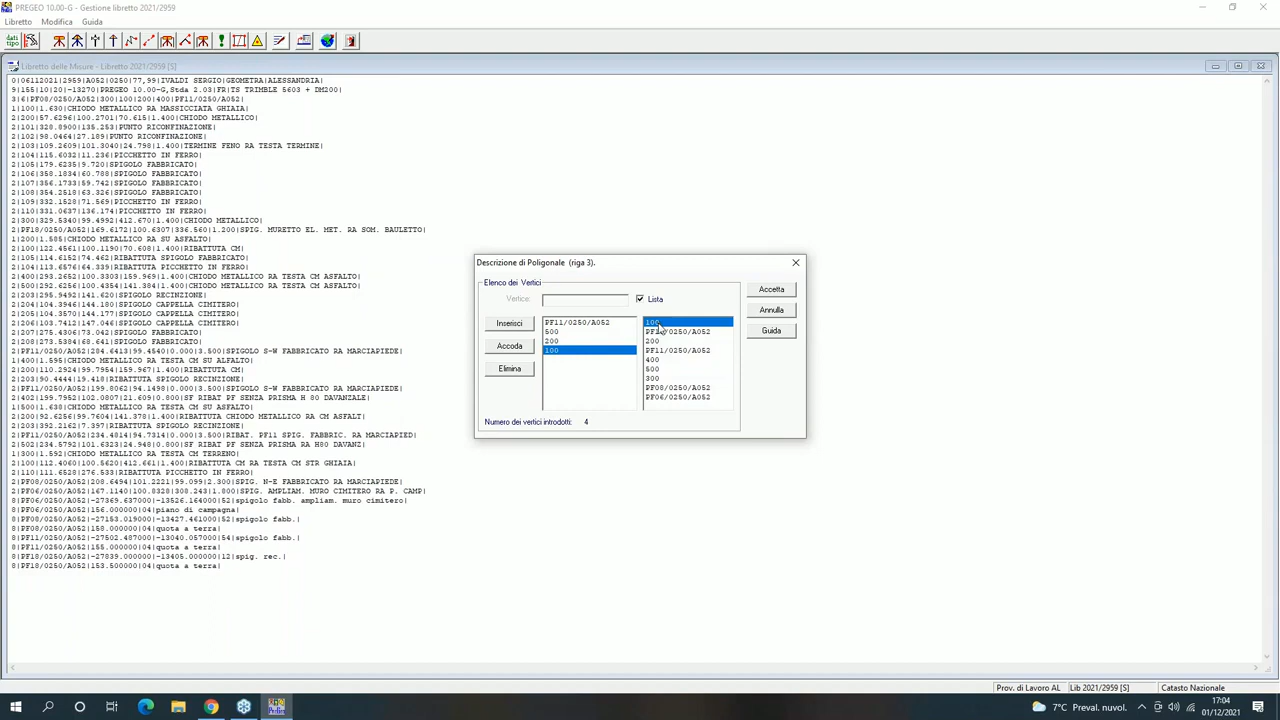 PREGEO 10.00-G - Gestione libretto 2021/2959
Libretto Modifica Guida
dati tipo
Libretto delle Misure - Libretto 2021/2959 [S]
0|06112021|2959|A052|0250|77,99|IVALDI SERGIO|GEOMETRA|ALESSANDRIA|
9|155|10|20|-13270|PREGEO 10.00-G,Stda 2.03|FR|TS TRIMBLE 5603 + DM200|
3|6|PF08/0250/A052|300|100|200|400|PF11/0250/A052|
1|100|1.630|CHIODO METALLICO RA MASSICCIATA GHIAIA|
2|200|57.6296|100.2701|70.615|1.400|CHIODO METALLICO|
2|101|328.8900|135.253|PUNTO RICONFINAZIONE|
2|102|98.0464|27.189|PUNTO RICONFINAZIONE|
2|103|109.2609|101.3040|24.798|1.400|TERMINE FENO RA TESTA TERMINE|
2|104|115.6032|11.236|PICCHETTO IN FERRO|
2|105|179.6235|9.720|SPIGOLO FABBRICATO|
2|106|358.1834|60.788|SPIGOLO FABBRICATO|
2|107|356.1733|59.742|SPIGOLO FABBRICATO|
2|108|354.2518|63.326|SPIGOLO FABBRICATO|
2|109|332.1528|71.569|PICCHETTO IN FERRO|
2|110|331.0637|136.174|PICCHETTO IN FERRO|
2|300|329.5340|99.4992|412.670|1.400|CHIODO METALLICO|
2|PF18/0250/A052|169.6172|100.6307|336.560|1.200|SPIG. MURETTO EL. MET. RA SOM. BAULETTO|
1|200|1.585|CHIODO METALLICO RA SU ASFALTO|
2|100|122.4561|100.1190|70.608|1.400|RIBATTUTA CM|
2|105|114.6121|74.462|RIBATTUTA SPIGOLO FABBRICATO|
2|104|113.6576|64.339|RIBATTUTA PICCHETTO IN FERRO|
2|400|293.2652|100.3303|159.969|1.400|CHIODO METALLICO RA TESTA CM ASFALTO|
2|500|292.6256|100.4354|141.384|1.400|CHIODO METALLICO RA TESTA CM ASFALTO|
2|203|295.9492|141.620|SPIGOLO RECINZIONE|
2|204|304.3946|144.180|SPIGOLO CAPPELLA CIMITERO|
2|205|304.4398|144.177|SPIGOLO CAPPELLA CIMITERO|
2|206|303.7412|147.046|SPIGOLO CAPPELLA CIMITERO|
2|207|275.4306|73.042|SPIGOLO FABBRICATO|
2|208|273.5304|68.641|SPIGOLO FABBRICATO|
2|PF11/0250/A052|284.6413|99.4540|0.000|3.500|SPIGOLO S-W FABBRICATO RA MARCIAPIEDE|
1|400|1.595|CHIODO METALLICO RA TESTA CM SU ASFALTO|
2|200|110.2994|99.7954|159.967|1.400|RIBATTUTA CM|
2|203|90.4444|19.418|RIBATTUTA SPIGOLO RECINZIONE|
2|PF11/0250/A052|199.8062|94.1498|0.000|3.500|SPIGOLO S-W FABBRICATO RA MARCIAPIEDE|
2|402|199.7952|102.0807|21.609|0.800|SF RIBAT PF SENZA PRISMA H 80 DAVANZALE|
1|500|1.638|CHIODO METALLICO RA TESTA CM SU ASFALTO|
2|200|92.6256|99.7604|141.378|1.400|RIBATTUTA CHIODO METALLICO RA CM ASFALT|
2|203|392.2162|7.397|RIBATTUTA SPIGOLO RECINZIONE|
2|PF11/0250/A052|234.4813|94.7314|0.000|3.500|RIBAT. PF11 SPIG. FABBRIC. RA MARCIAPIED|
2|502|234.5792|101.6323|24.948|0.800|SF RIBAT PF SENZA PRISMA RA H80 DAVANZ|
1|300|1.592|CHIODO METALLICO RA TESTA CM TERRENO|
2|100|112.4060|100.5620|412.661|1.400|RIBATTUTA CM RA TESTA CM STR GHIAIA|
2|110|111.6528|276.533|RIBATTUTA PICCHETTO IN FERRO|
2|PF08/0250/A052|208.6494|101.2221|99.099|2.300|SPIG. N-E FABBRICATO RA MARCIAPIEDE|
2|PF06/0250/A052|167.1140|100.8328|308.243|1.800|SPIG. AMPLIAM. MURO CIMITERO RA P. CAMP|
8|PF06/0250/A052|-27369.637000|-13526.164000|52|spigolo fabb. ampliam. muro cimitero|
8|PF06/0250/A052|156.000000|04|piano di campagna|
8|PF08/0250/A052|-27153.019000|-13427.461000|52|spigolo fabb.|
8|PF08/0250/A052|158.000000|04|quota a terra|
8|PF11/0250/A052|-27502.487000|-13040.057000|54|spigolo fabb.|
8|PF11/0250/A052|155.000000|04|quota a terra|
8|PF18/0250/A052|-27839.000000|-13405.000000|12|spig. rec.|
8|PF18/0250/A052|153.500000|04|quota a terra|
Descrizione di Poligonale (riga 3).
Elenco dei Vertici
Vertice: Lista
Inserisci
Accoda
Elimina
PF11/0250/A052
500
200
100
100
/0250/A052
200
PF11/0250/A052
400
500
300
PF08/0250/A052
PF06/0250/A052
Numero dei vertici introdotti: 4
Accetta
Annulla
Guida
Prov. di Lavoro AL Lib 2021/2959 [S] Catasto Nazionale
7°C Preval. nuvol. 17:04
01/12/2021